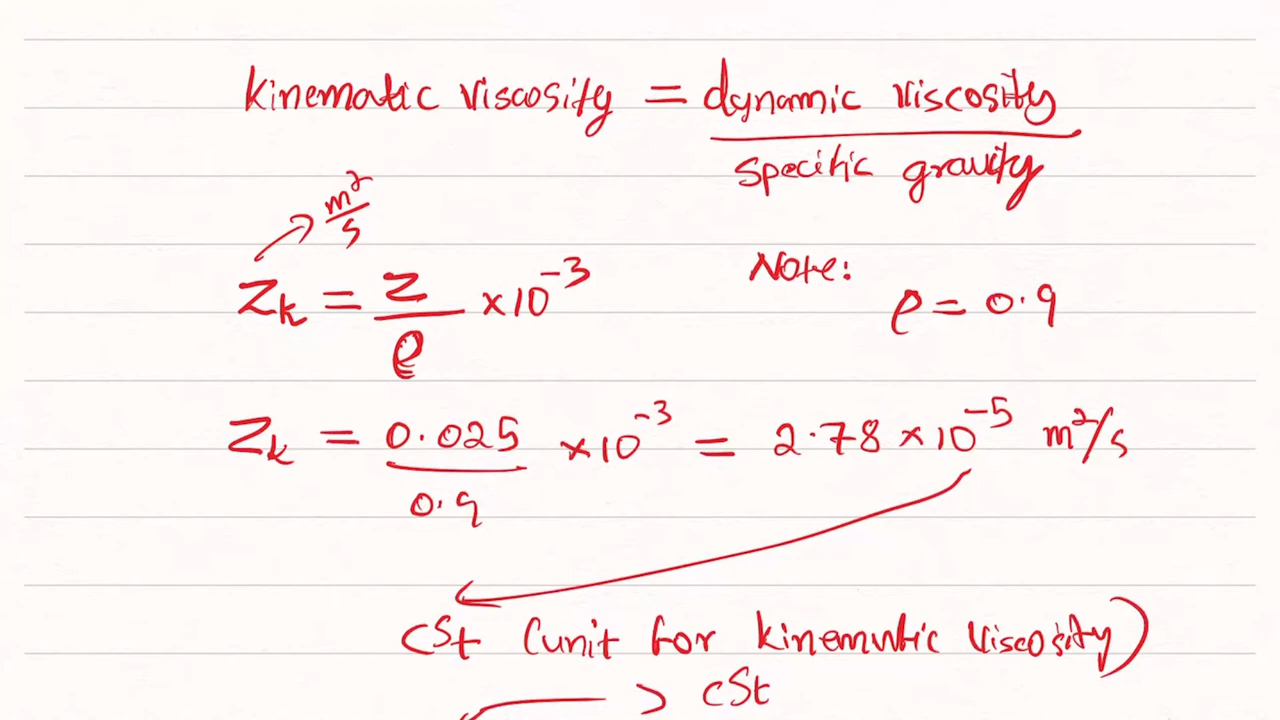 kinematic viscosity = dynamic viscosity
specific gravity
m²/s
Zk = Z/ρ ×10⁻³
Note:
ρ = 0.9
Zk = 0.025/0.9 ×10⁻³ = 2.78 ×10⁻⁵ m²/s
cSt (unit for kinematic viscosity)
cSt